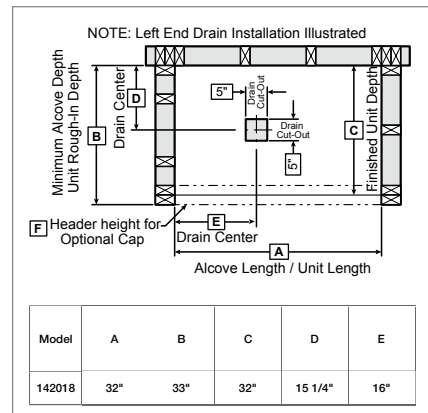 NOTE: Left End Drain Installation Illustrated
Minimum Alcove Depth
Unit Rough-In Depth
B
Drain Center
D
5"
Drain
Cut-Out
Drain
Cut-Out
5"
C
Finished Unit Depth
F Header height for
Optional Cap
E
Drain Center
A
Alcove Length / Unit Length
Model A B C D E
142018 32" 33" 32" 15 1/4" 16"